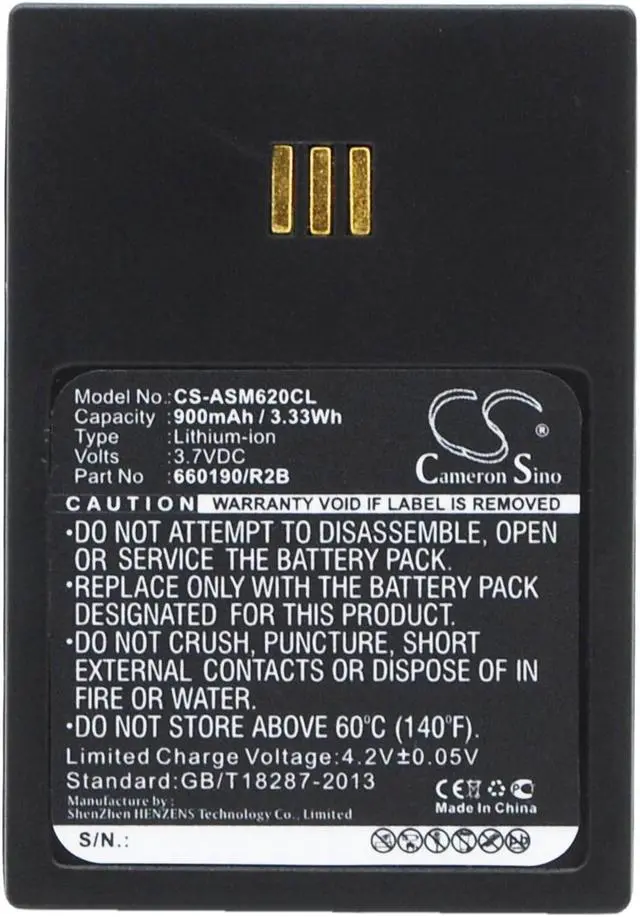 Model No.:CS-ASM620CL
Capacity :900mAh / 3.33Wh
Type :Lithium-ion
Volts :3.7VDC
Part No :660190/R2B
CS®
Cameron Sino
CAUTION WARRANTY VOID IF LABEL IS REMOVED
•DO NOT ATTEMPT TO DISASSEMBLE, OPEN
OR SERVICE THE BATTERY PACK.
•REPLACE ONLY WITH THE BATTERY PACK
DESIGNATED FOR THIS PRODUCT.
•DO NOT CRUSH, PUNCTURE, SHORT
EXTERNAL CONTACTS OR DISPOSE OF IN
FIRE OR WATER.
•DO NOT STORE ABOVE 60°C (140°F).
Limited Charge Voltage:4.2V±0.05V
Standard:GB/T18287-2013
CE
Made In China
Manufacture by :
ShenZhen HENZENS Technology Co., Limited
S/N.: